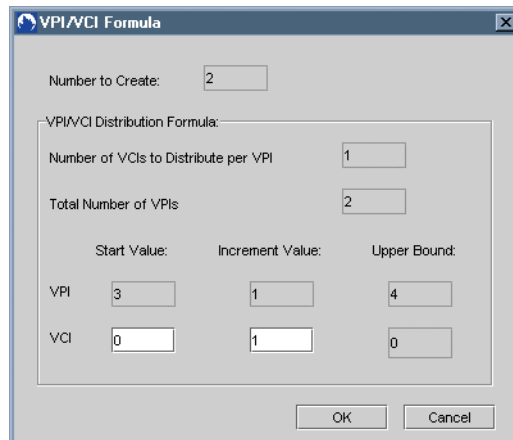 VPI/VCI Formula
Number to Create: 2
VPI/VCI Distribution Formula:
Number of VCIs to Distribute per VPI 1
Total Number of VPIs 2
Start Value: Increment Value: Upper Bound:
VPI 3 1 4
VCI 0 1 0
OK Cancel